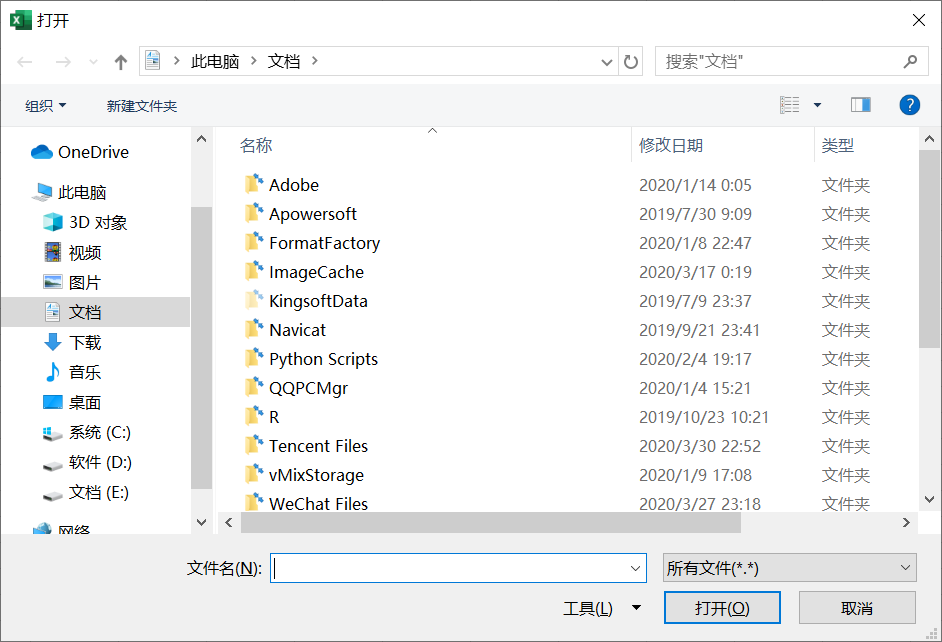 打开
此电脑 文档 搜索"文档"
组织 新建文件夹
OneDrive
此电脑
3D 对象
视频
图片
文档
下载
音乐
桌面
系统 (C:)
软件 (D:)
文档 (E:)
网络
名称 修改日期 类型
Adobe 2020/1/14 0:05 文件夹
Apowersoft 2019/7/30 9:09 文件夹
FormatFactory 2020/1/8 22:47 文件夹
ImageCache 2020/3/17 0:19 文件夹
KingsoftData 2019/7/9 23:37 文件夹
Navicat 2019/9/21 23:41 文件夹
Python Scripts 2020/2/4 19:17 文件夹
QQPCMgr 2020/1/4 15:21 文件夹
R 2019/10/23 10:21 文件夹
Tencent Files 2020/3/30 22:52 文件夹
vMixStorage 2020/1/9 17:08 文件夹
WeChat Files 2020/3/27 23:18 文件夹
文件名(N): 所有文件(*.*)
工具(L) 打开(O) 取消